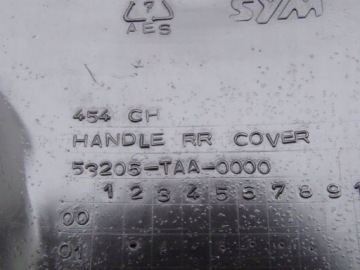 7
SYM
AES
454 CH
HANDLE RR COVER
53205-TAA-0000
1 2 3 4 5 6 7 8 9 1
00
01